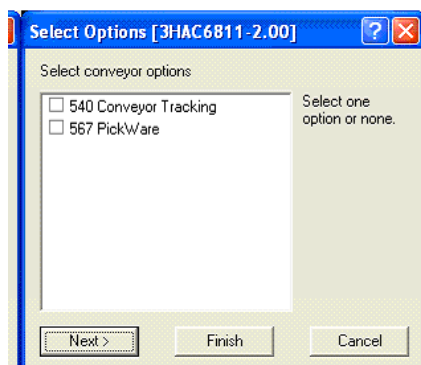 Select Options [3HAC6811-2.00]
Select conveyor options
540 Conveyor Tracking
567 PickWare
Select one
option or none.
Next >
Finish
Cancel